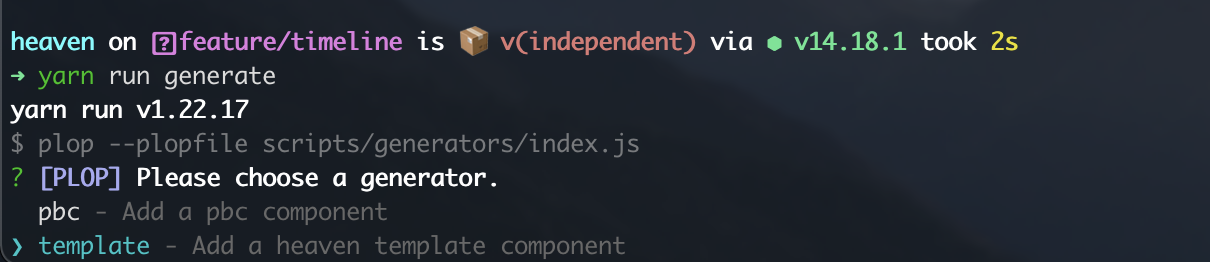 heaven on [?]feature/timeline is 📦 v(independent) via ⬢ v14.18.1 took 2s
➜ yarn run generate
yarn run v1.22.17
$ plop --plopfile scripts/generators/index.js
? [PLOP] Please choose a generator.
pbc - Add a pbc component
❯ template - Add a heaven template component